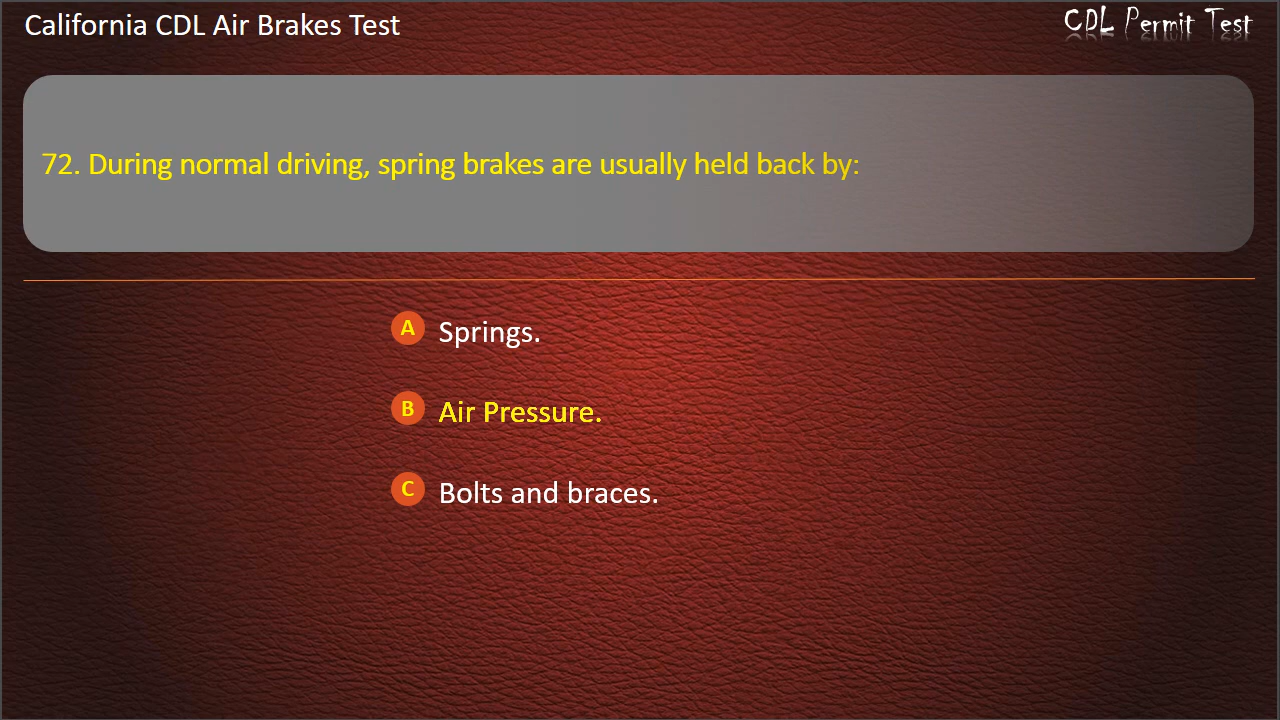 California CDL Air Brakes Test
CDL Permit Test
72. During normal driving, spring brakes are usually held back by:
A Springs.
B Air Pressure.
C Bolts and braces.